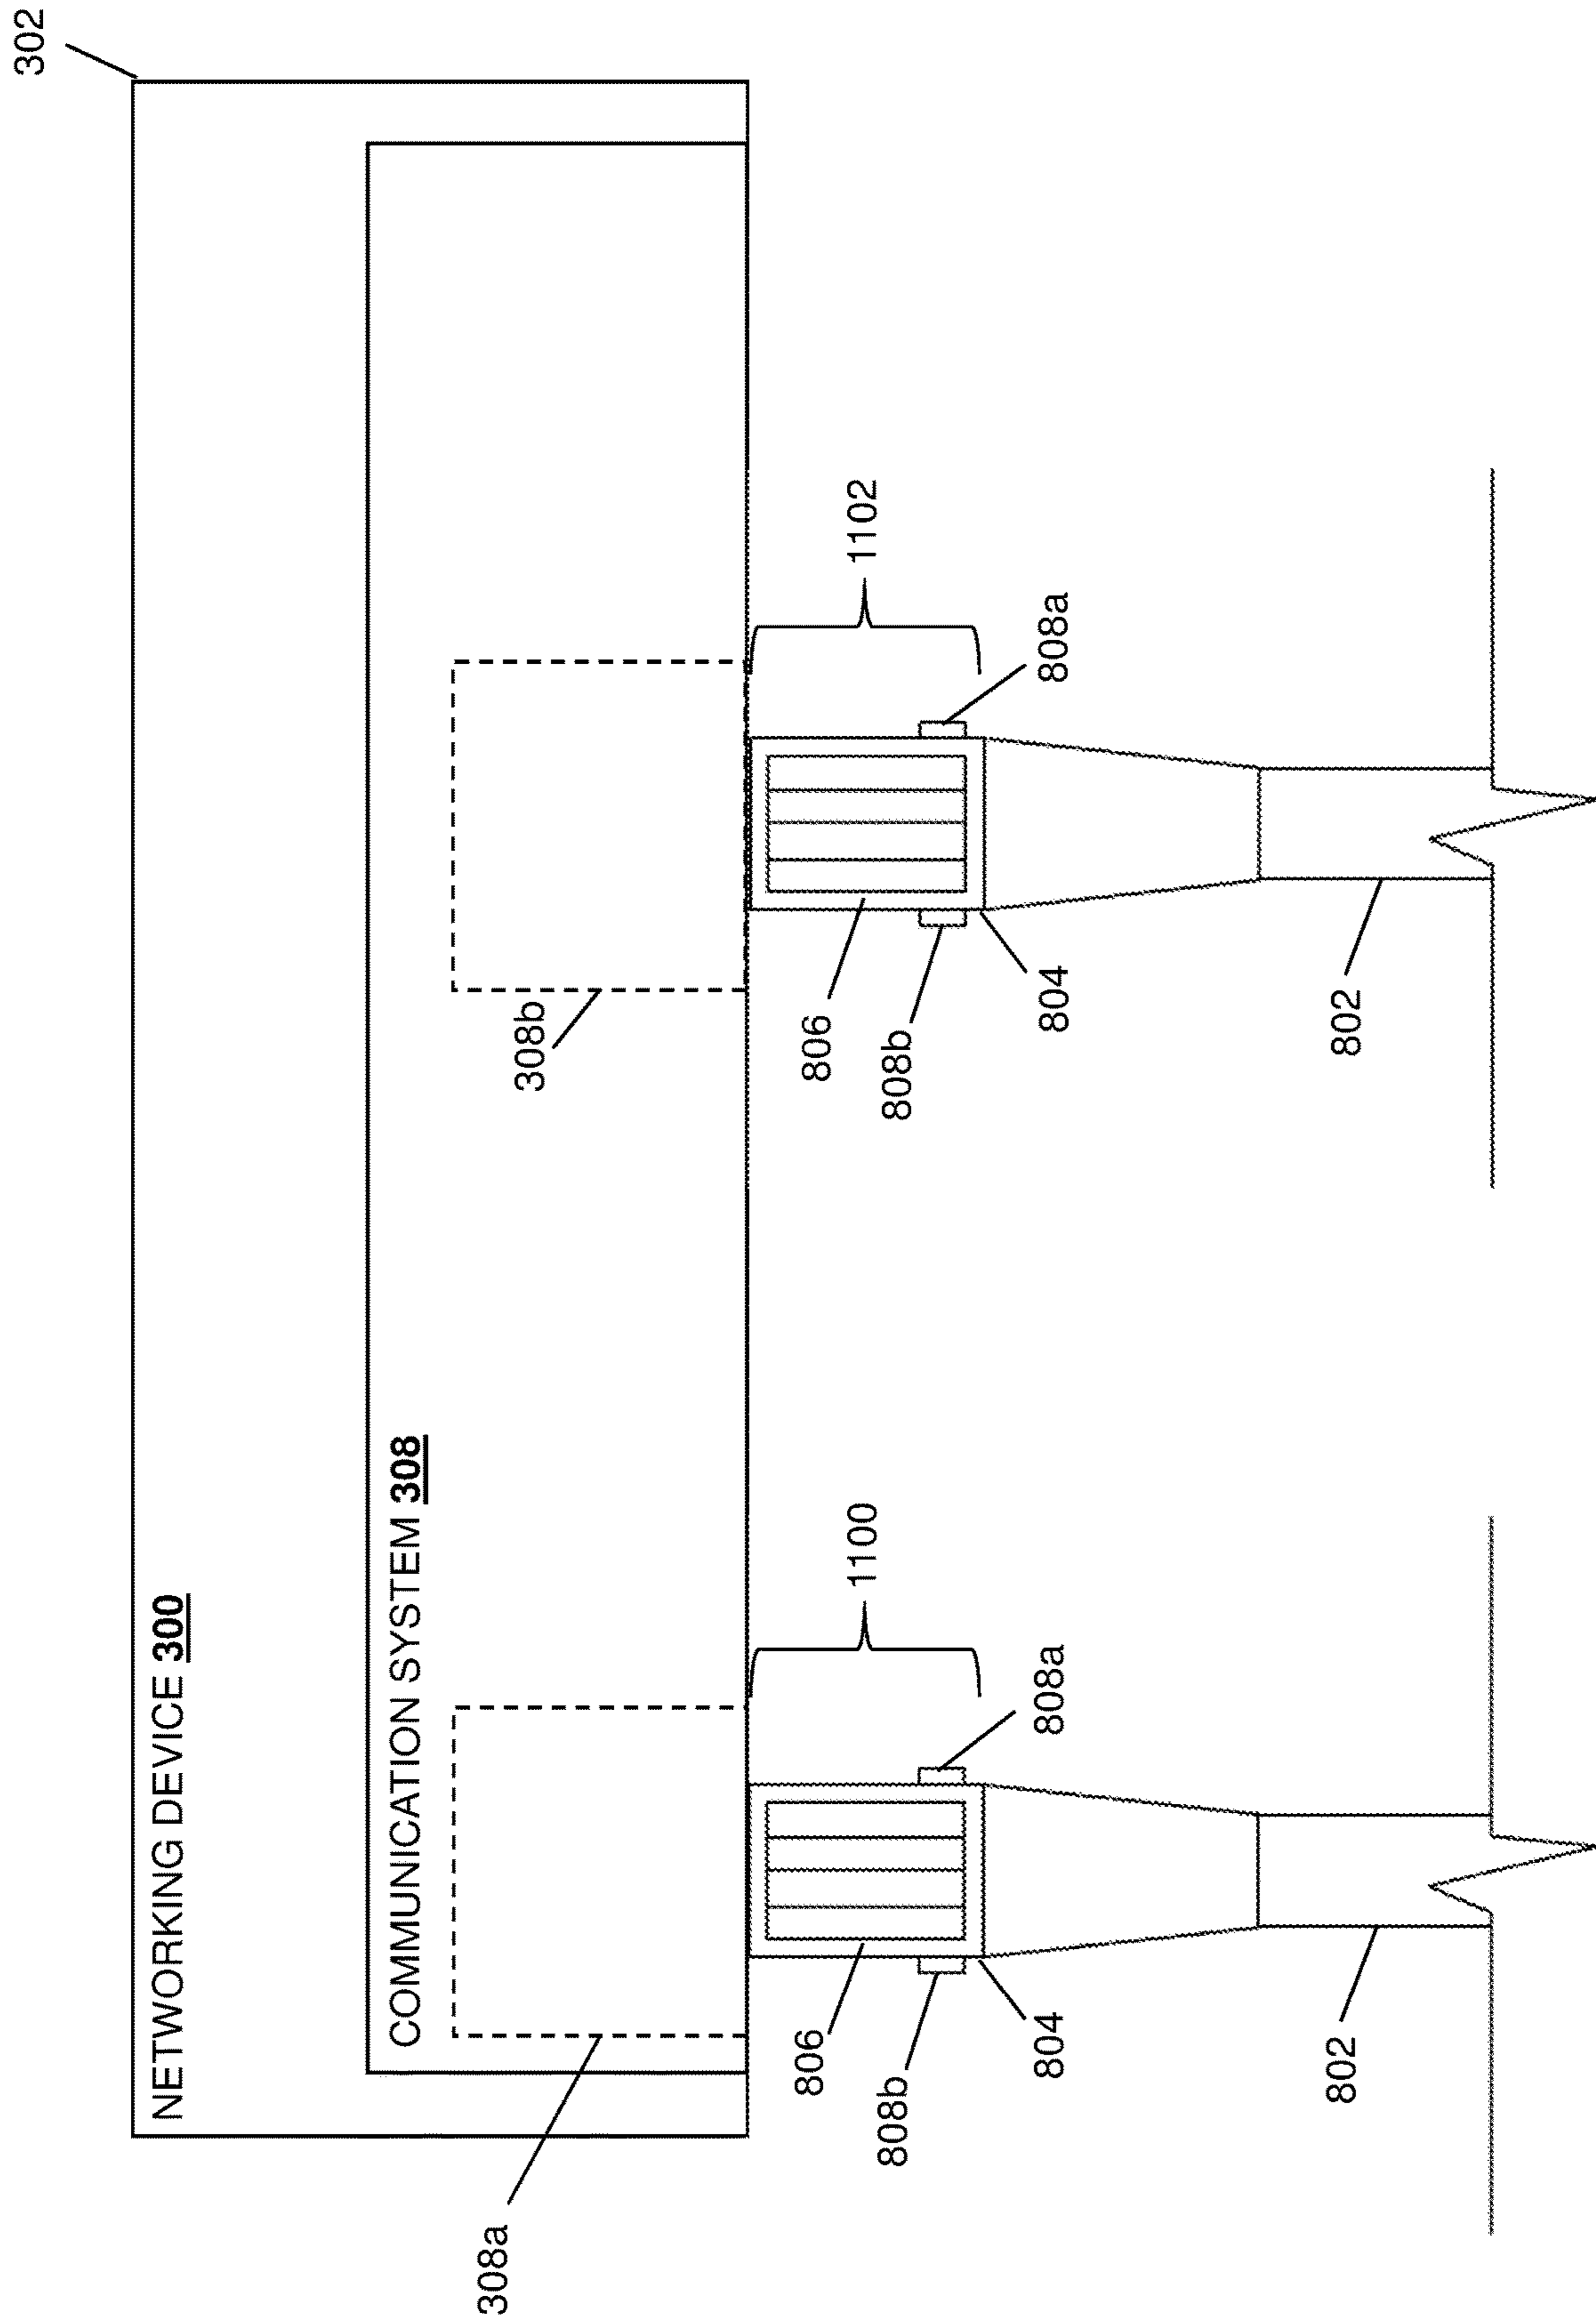 302
NETWORKING DEVICE 300
COMMUNICATION SYSTEM 308
308a
308b
1100
1102
806
808b
804
808a
806
808b
804
808a
802
802